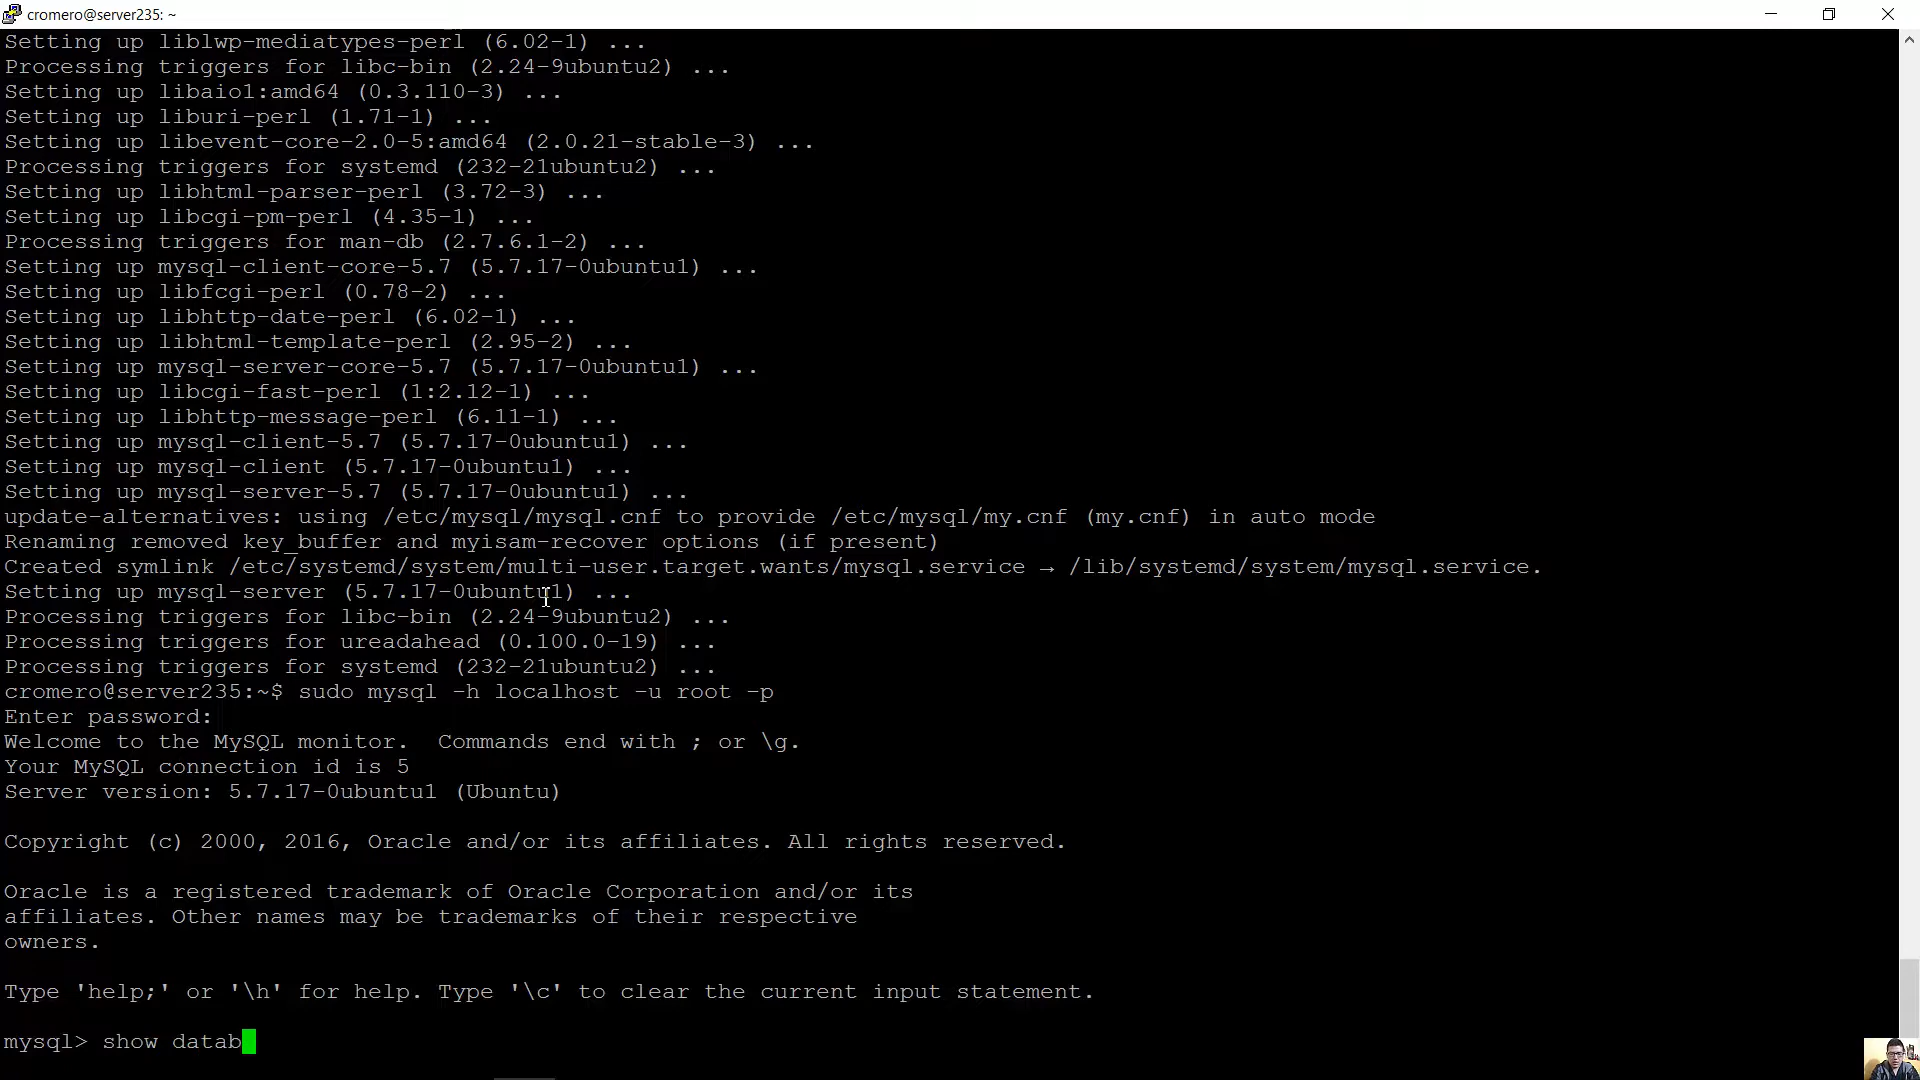 cromero@server235: ~
Setting up liblwp-mediatypes-perl (6.02-1) ...
Processing triggers for libc-bin (2.24-9ubuntu2) ...
Setting up libaio1:amd64 (0.3.110-3) ...
Setting up liburi-perl (1.71-1) ...
Setting up libevent-core-2.0-5:amd64 (2.0.21-stable-3) ...
Processing triggers for systemd (232-21ubuntu2) ...
Setting up libhtml-parser-perl (3.72-3) ...
Setting up libcgi-pm-perl (4.35-1) ...
Processing triggers for man-db (2.7.6.1-2) ...
Setting up mysql-client-core-5.7 (5.7.17-0ubuntu1) ...
Setting up libfcgi-perl (0.78-2) ...
Setting up libhttp-date-perl (6.02-1) ...
Setting up libhtml-template-perl (2.95-2) ...
Setting up mysql-server-core-5.7 (5.7.17-0ubuntu1) ...
Setting up libcgi-fast-perl (1:2.12-1) ...
Setting up libhttp-message-perl (6.11-1) ...
Setting up mysql-client-5.7 (5.7.17-0ubuntu1) ...
Setting up mysql-client (5.7.17-0ubuntu1) ...
Setting up mysql-server-5.7 (5.7.17-0ubuntu1) ...
update-alternatives: using /etc/mysql/mysql.cnf to provide /etc/mysql/my.cnf (my.cnf) in auto mode
Renaming removed key_buffer and myisam-recover options (if present)
Created symlink /etc/systemd/system/multi-user.target.wants/mysql.service → /lib/systemd/system/mysql.service.
Setting up mysql-server (5.7.17-0ubuntu1) ...
Processing triggers for libc-bin (2.24-9ubuntu2) ...
Processing triggers for ureadahead (0.100.0-19) ...
Processing triggers for systemd (232-21ubuntu2) ...
cromero@server235:~$ sudo mysql -h localhost -u root -p
Enter password:
Welcome to the MySQL monitor.  Commands end with ; or \g.
Your MySQL connection id is 5
Server version: 5.7.17-0ubuntu1 (Ubuntu)
Copyright (c) 2000, 2016, Oracle and/or its affiliates. All rights reserved.
Oracle is a registered trademark of Oracle Corporation and/or its
affiliates. Other names may be trademarks of their respective
owners.
Type 'help;' or '\h' for help. Type '\c' to clear the current input statement.
mysql> show datab